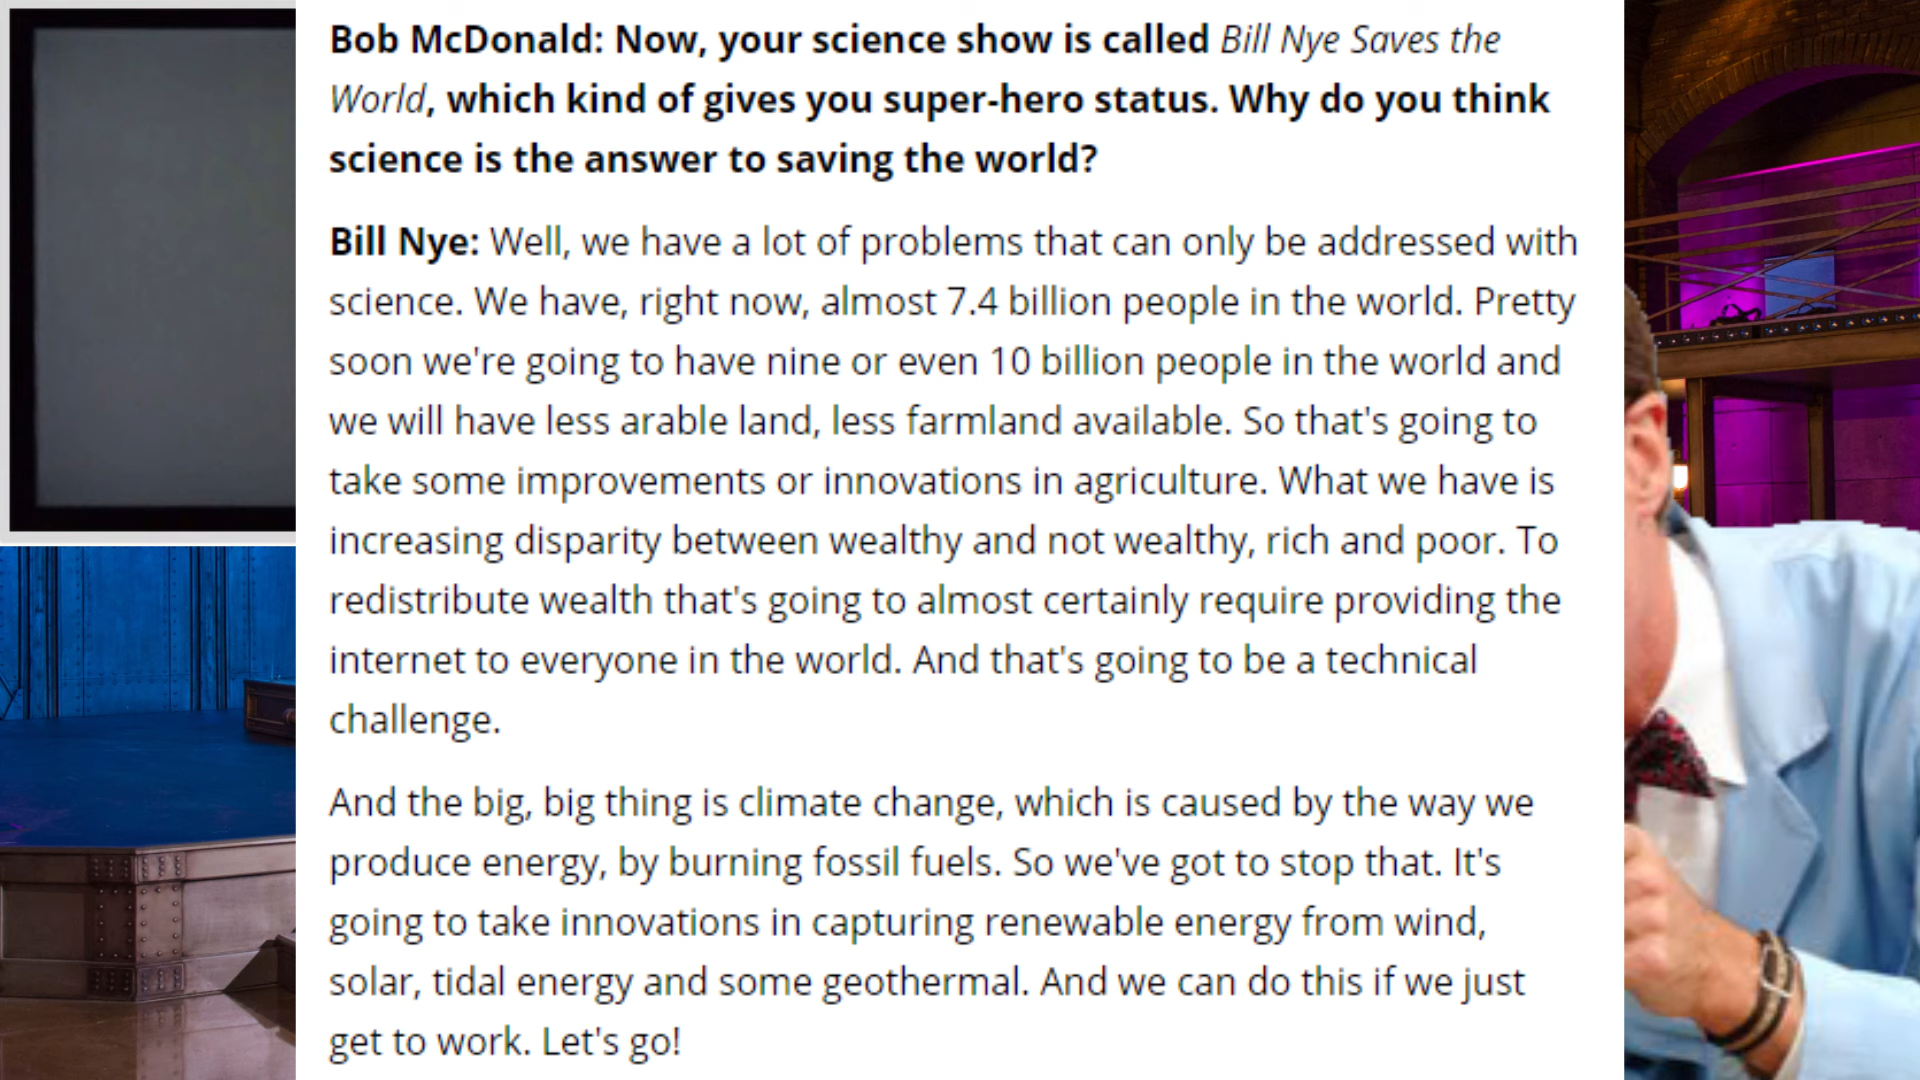 Bob McDonald: Now, your science show is called Bill Nye Saves the
World, which kind of gives you super-hero status. Why do you think
science is the answer to saving the world?
Bill Nye: Well, we have a lot of problems that can only be addressed with
science. We have, right now, almost 7.4 billion people in the world. Pretty
soon we're going to have nine or even 10 billion people in the world and
we will have less arable land, less farmland available. So that's going to
take some improvements or innovations in agriculture. What we have is
increasing disparity between wealthy and not wealthy, rich and poor. To
redistribute wealth that's going to almost certainly require providing the
internet to everyone in the world. And that's going to be a technical
challenge.
And the big, big thing is climate change, which is caused by the way we
produce energy, by burning fossil fuels. So we've got to stop that. It's
going to take innovations in capturing renewable energy from wind,
solar, tidal energy and some geothermal. And we can do this if we just
get to work. Let's go!